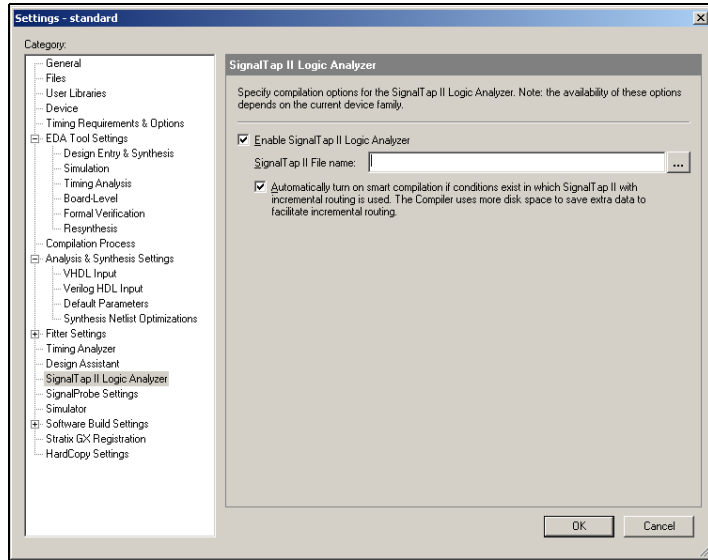 Settings - standard
Category:
General
Files
User Libraries
Device
Timing Requirements & Options
EDA Tool Settings
Design Entry & Synthesis
Simulation
Timing Analysis
Board-Level
Formal Verification
Resynthesis
Compilation Process
Analysis & Synthesis Settings
VHDL Input
Verilog HDL Input
Default Parameters
Synthesis Netlist Optimizations
Fitter Settings
Timing Analyzer
Design Assistant
SignalTap II Logic Analyzer
SignalProbe Settings
Simulator
Software Build Settings
Stratix GX Registration
HardCopy Settings
SignalTap II Logic Analyzer
Specify compilation options for the SignalTap II Logic Analyzer. Note: the availability of these options
depends on the current device family.
Enable SignalTap II Logic Analyzer
SignalTap II File name:
...
Automatically turn on smart compilation if conditions exist in which SignalTap II with
incremental routing is used. The Compiler uses more disk space to save extra data to
facilitate incremental routing.
OK
Cancel